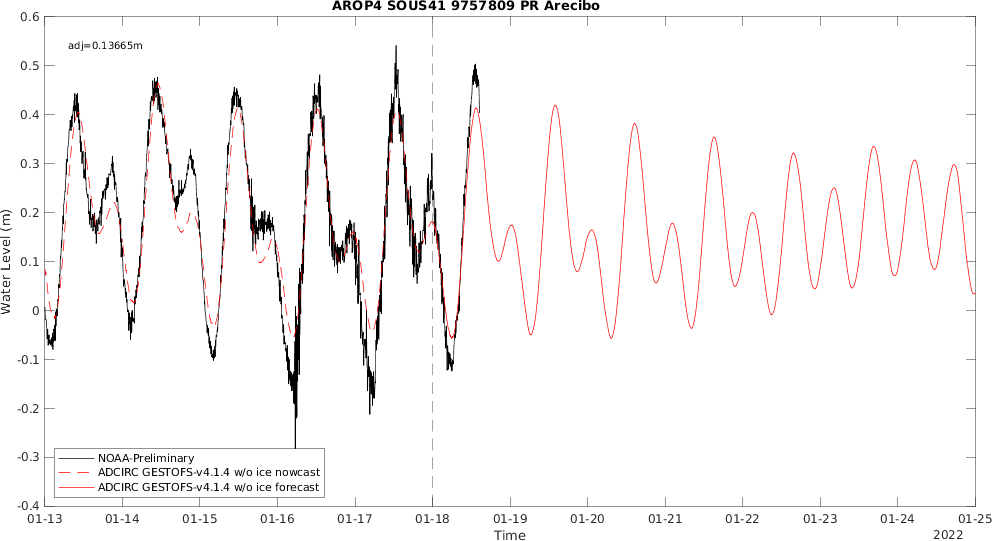 AROP4 SOUS41 9757809 PR Arecibo
adj=0.13665m
0.6
0.5
0.4
0.3
0.2
0.1
0
-0.1
-0.2
-0.3
-0.4
Water Level (m)
NOAA-Preliminary
ADCIRC GESTOFS-v4.1.4 w/o ice nowcast
ADCIRC GESTOFS-v4.1.4 w/o ice forecast
01-13 01-14 01-15 01-16 01-17 01-18 01-19 01-20 01-21 01-22 01-23 01-24 01-25
Time
2022